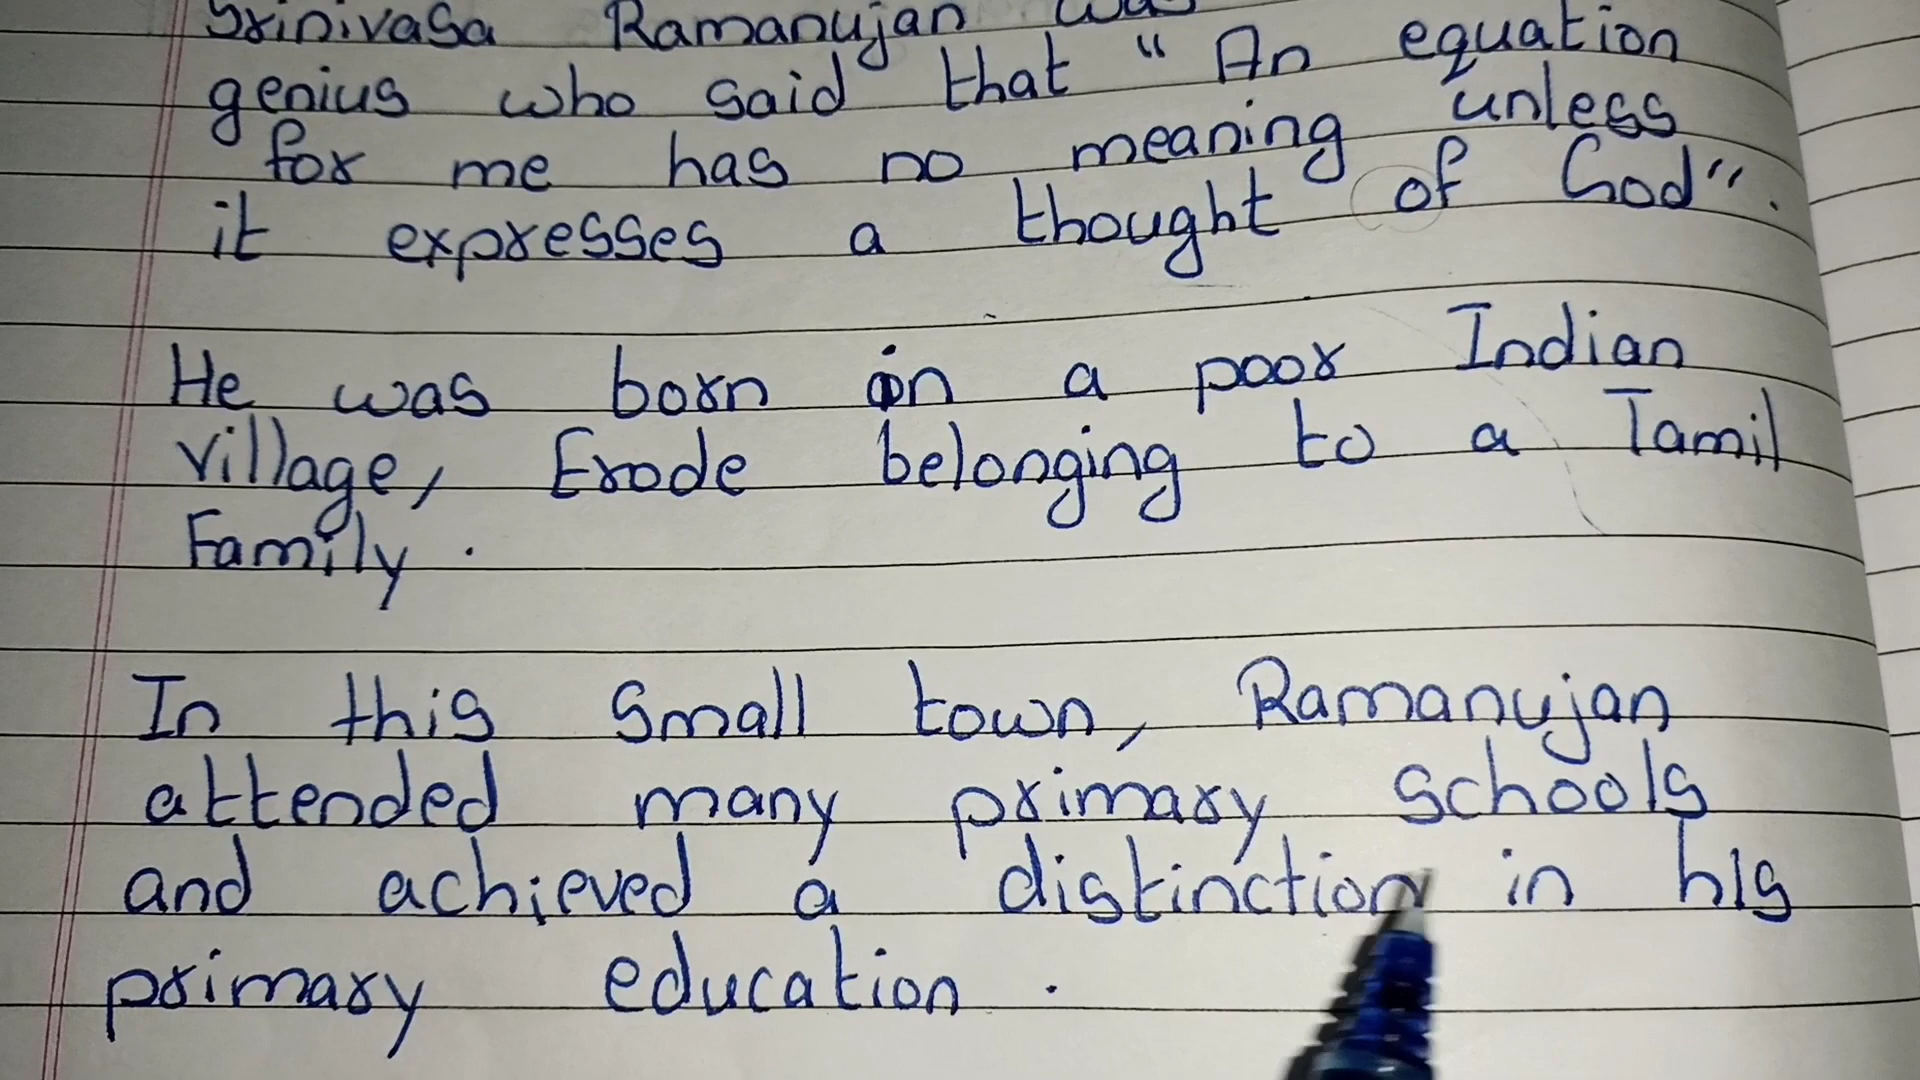 Srinivasa Ramanujan was
genius who said that "An equation
for me has no meaning unless
it expresses a thought of God".
He was born in a poor Indian
village, Erode belonging to a Tamil
Family.
In this small town, Ramanujan
attended many primary schools
and achieved a distinction in his
primary education.